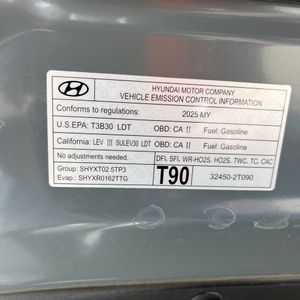 HYUNDAI MOTOR COMPANY
VEHICLE EMISSION CONTROL INFORMATION
Conforms to regulations: 2025 MY
U.S.EPA: T3B30 LDT OBD: CA II Fuel: Gasoline
California: LEV III SULEV30 LDT OBD: CA II Fuel: Gasoline
No adjustments needed. DFI, SFI, WR-HO2S, HO2S, TWC, TC, CAC
Group: SHYXT02.5TP3 T90 32450-2T090
Evap.: SHYXR0162TTG